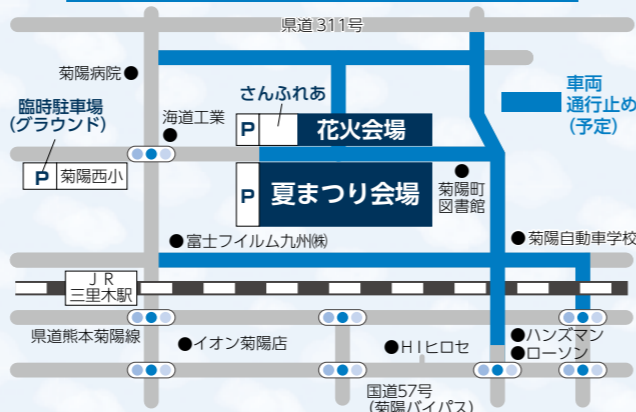 県道311号
菊陽病院
さんふれあ
車両
通行止め
(予定)
臨時駐車場
(グラウンド)
海道工業
P
花火会場
P 菊陽西小
P
夏まつり会場
菊陽町
図書館
富士フイルム九州㈱
菊陽自動車学校
JR
三里木駅
県道熊本菊陽線
イオン菊陽店
HIヒロセ
ハンズマン
ローソン
国道57号
(菊陽バイパス)